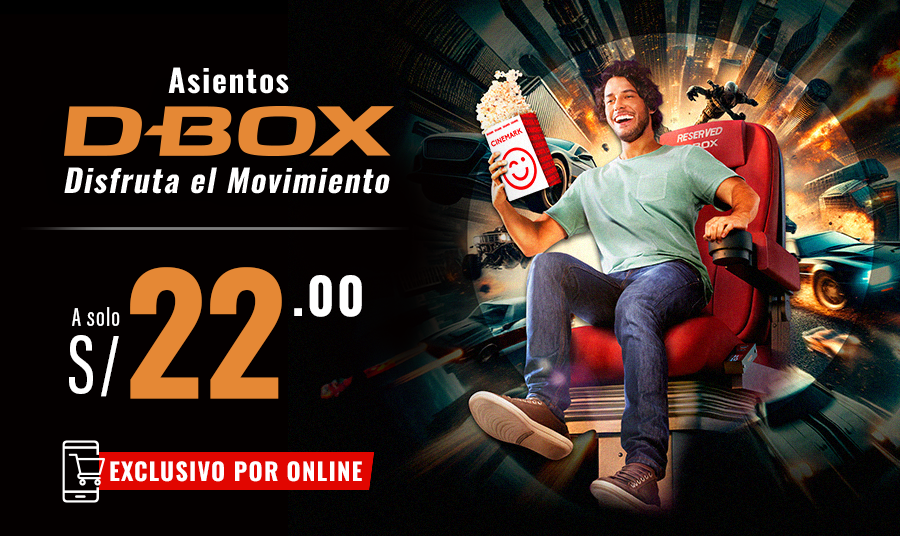 Asientos
D-BOX
Disfruta el Movimiento
A solo
S/22.00
EXCLUSIVO POR ONLINE
CINEMARK
RESERVED
BOX